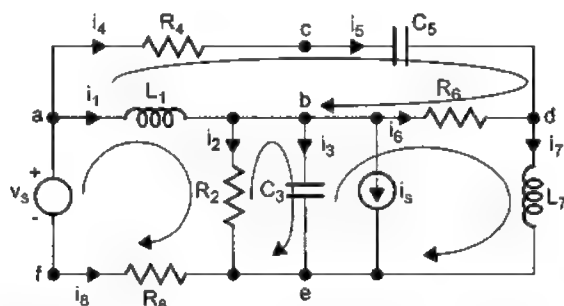 i4 R4 c i5 C5
L1 R6
a i1 b d
i2 i3 i6 i7
+
vs R2 C3 is L7
-
f e
i8 R8